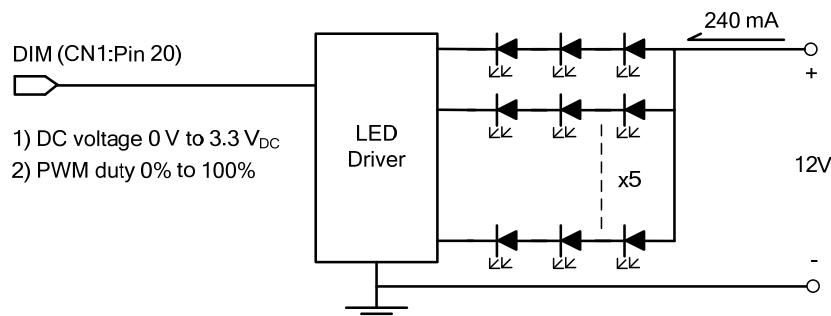 240 mA
DIM (CN1:Pin 20)
+
1) DC voltage 0 V to 3.3 VDC
2) PWM duty 0% to 100%
LED
Driver
x5
12V
-